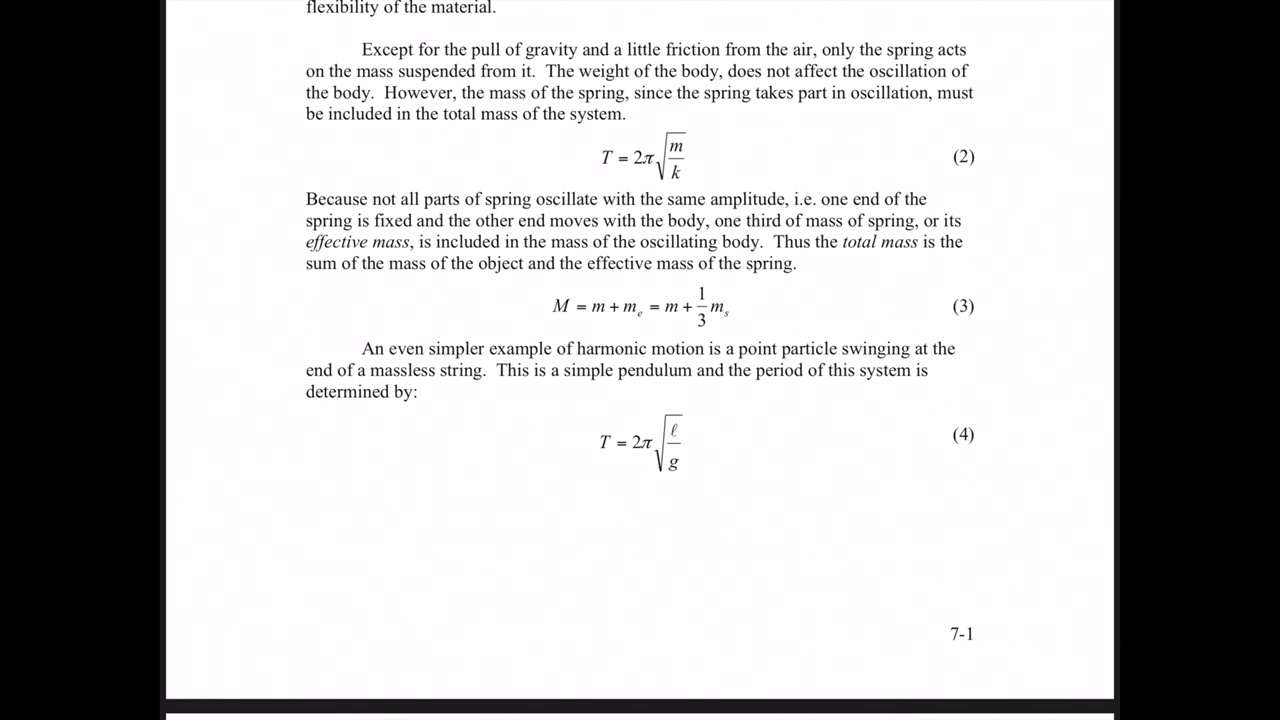 flexibility of the material.
Except for the pull of gravity and a little friction from the air, only the spring acts
on the mass suspended from it. The weight of the body, does not affect the oscillation of
the body. However, the mass of the spring, since the spring takes part in oscillation, must
be included in the total mass of the system.
T = 2π√(m/k) (2)
Because not all parts of spring oscillate with the same amplitude, i.e. one end of the
spring is fixed and the other end moves with the body, one third of mass of spring, or its
effective mass, is included in the mass of the oscillating body. Thus the total mass is the
sum of the mass of the object and the effective mass of the spring.
M = m + mₑ = m + 1/3 mₛ (3)
An even simpler example of harmonic motion is a point particle swinging at the
end of a massless string. This is a simple pendulum and the period of this system is
determined by:
T = 2π√(ℓ/g) (4)
7-1